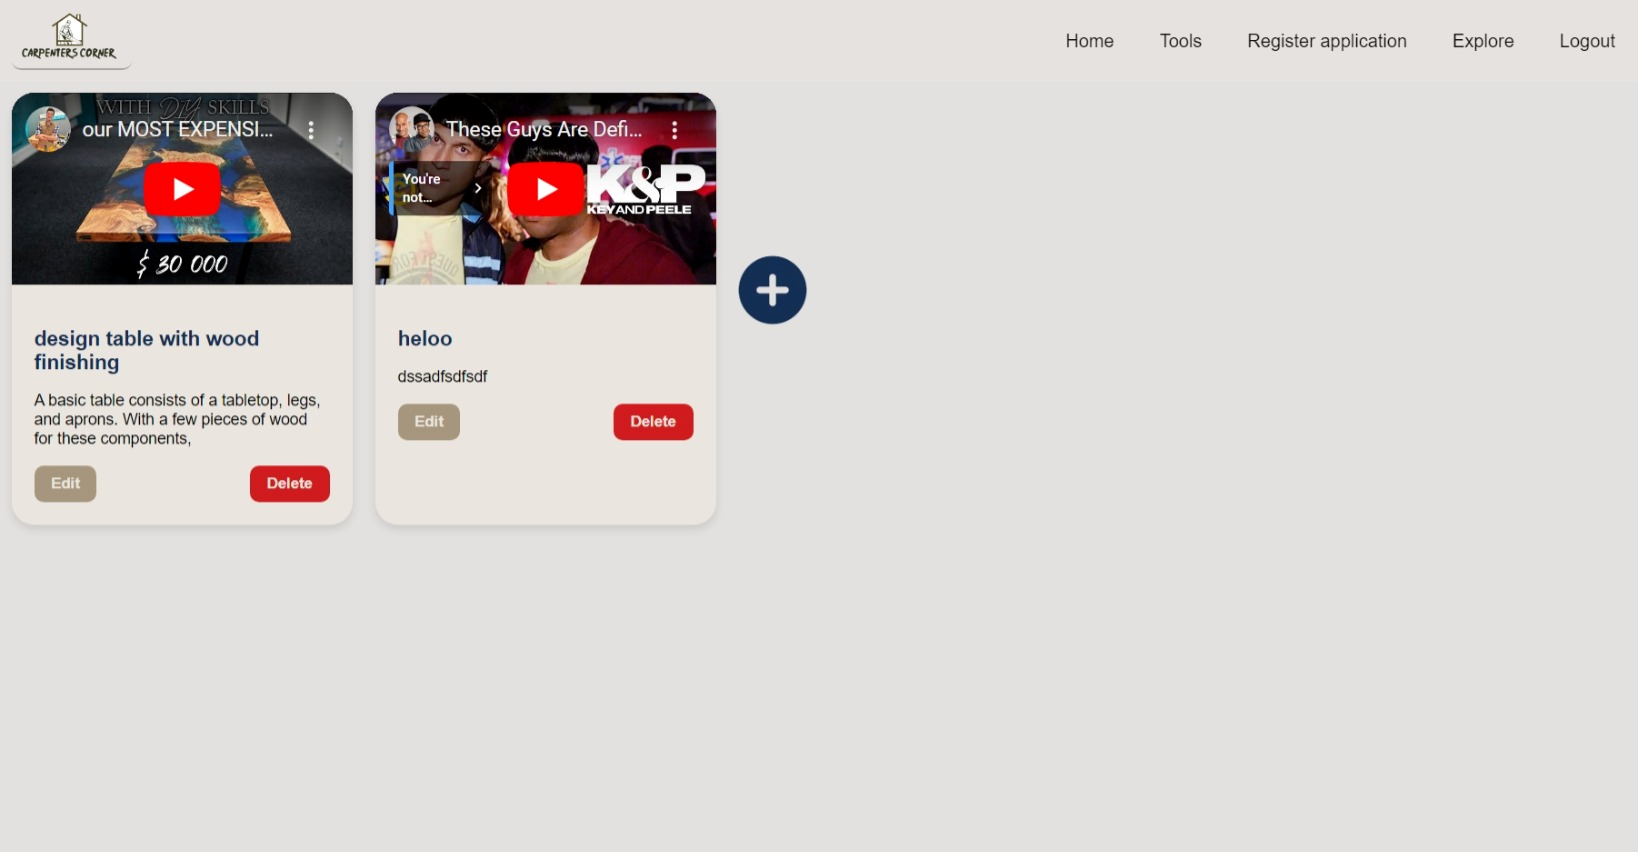 CARPENTERS CORNER
Home
Tools
Register application
Explore
Logout
WITH DIY SKILLS
our MOST EXPENSI...
$ 30 000
design table with wood
finishing
A basic table consists of a tabletop, legs,
and aprons. With a few pieces of wood
for these components,
Edit
Delete
These Guys Are Defi...
You're
not...
K&P
KEY AND PEELE
heloo
dssadfsdfsdf
Edit
Delete